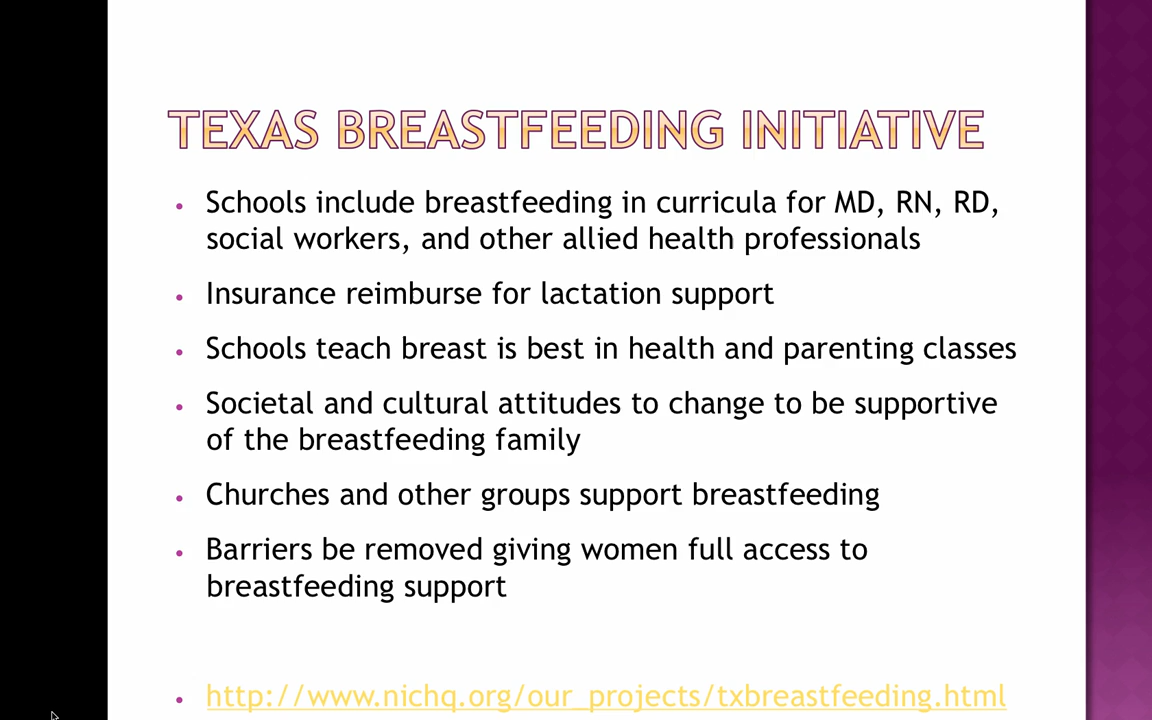 TEXAS BREASTFEEDING INITIATIVE
• Schools include breastfeeding in curricula for MD, RN, RD,
social workers, and other allied health professionals
• Insurance reimburse for lactation support
• Schools teach breast is best in health and parenting classes
• Societal and cultural attitudes to change to be supportive
of the breastfeeding family
• Churches and other groups support breastfeeding
• Barriers be removed giving women full access to
breastfeeding support
• http://www.nichq.org/our_projects/txbreastfeeding.html